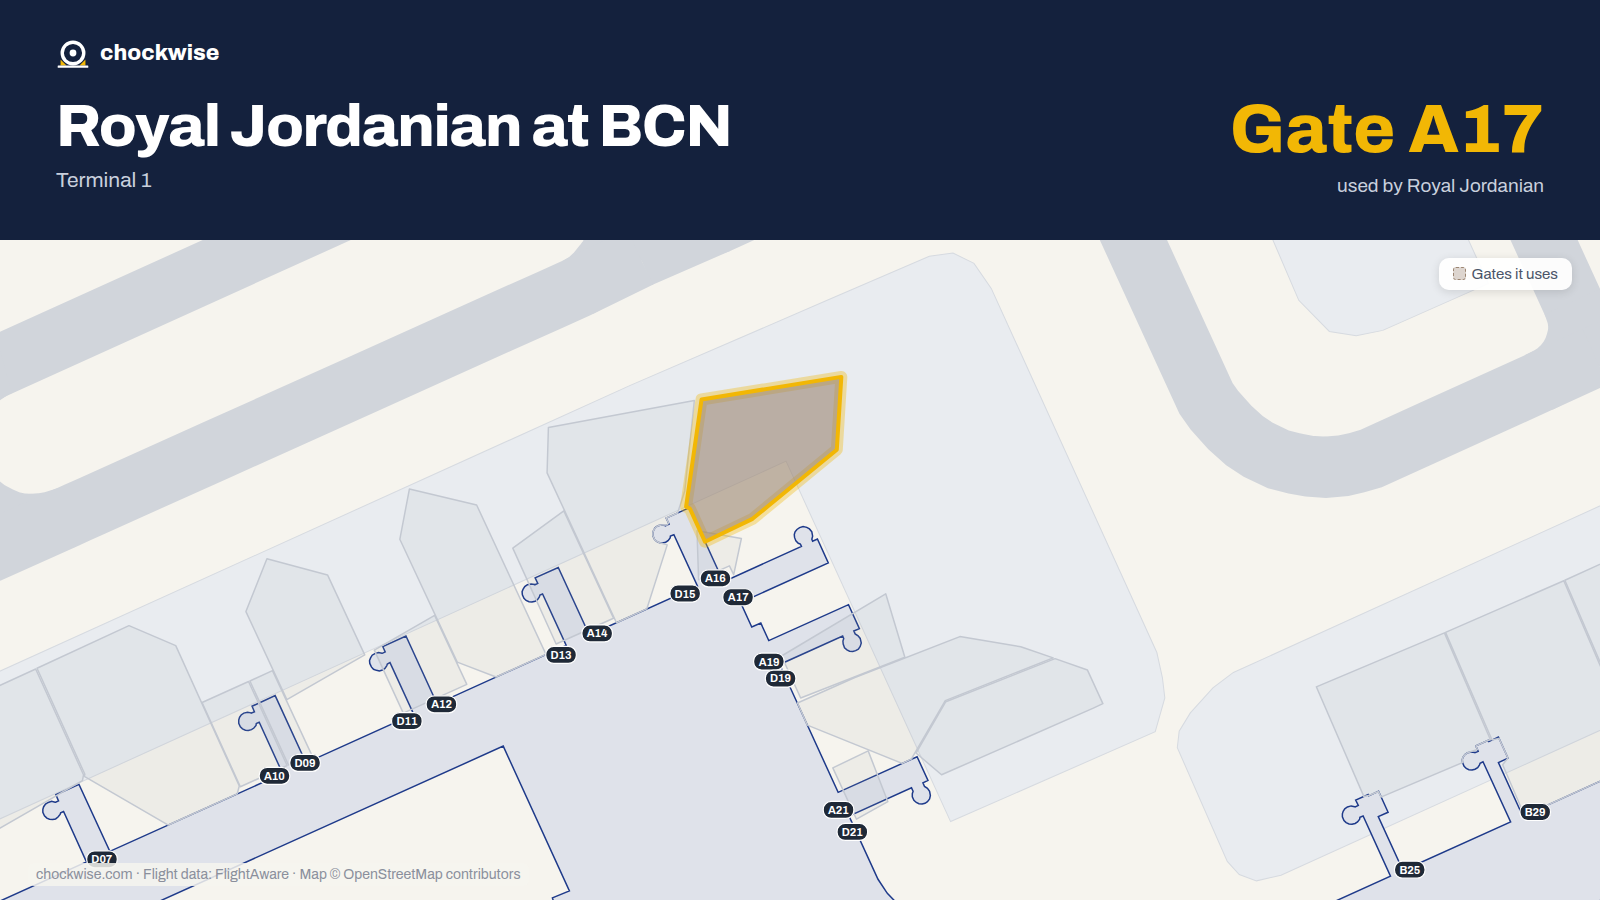 chockwise
Royal Jordanian at BCN
Terminal 1
Gate A17
used by Royal Jordanian
Gates it uses
A16
D15
A17
A14
D13
A19
D19
A12
D11
D09
A10
A21
D21
B29
D07
B25
chockwise.com · Flight data: FlightAware · Map © OpenStreetMap contributors